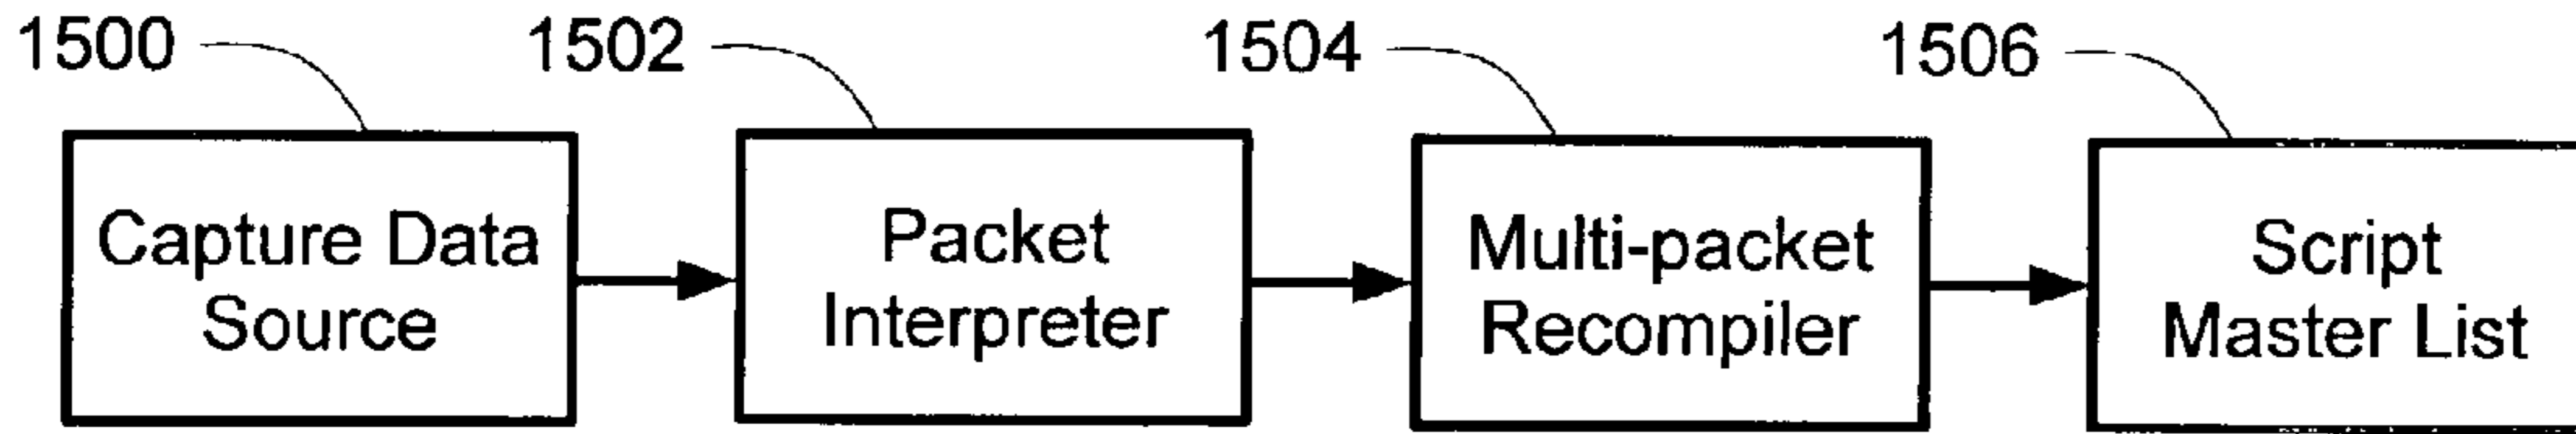 1500
1502
1504
1506
Capture Data
Source
Packet
Interpreter
Multi-packet
Recompiler
Script
Master List